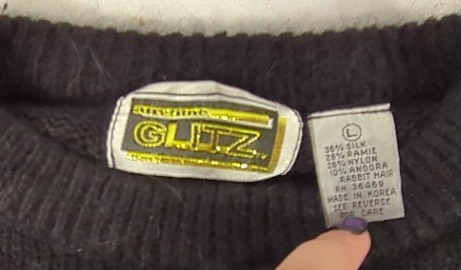 GLITZ
L
36% SILK
28% RAMIE
26% NYLON
10% ANGORA
RABBIT HAIR
RN 36469
MADE IN KOREA
SEE REVERSE
FOR CARE